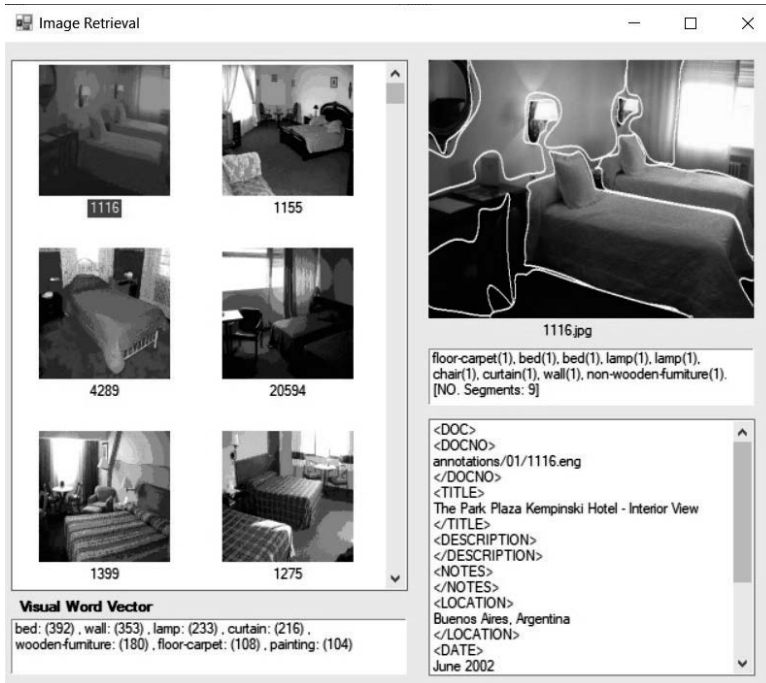 Image Retrieval
1116
1155
4289
20594
1399
1275
Visual Word Vector
bed: (392) , wall: (353) , lamp: (233) , curtain: (216) ,
wooden-furniture: (180) , floor-carpet: (108) , painting: (104)
1116.jpg
floor-carpet(1), bed(1), bed(1), lamp(1), lamp(1),
chair(1), curtain(1), wall(1), non-wooden-furniture(1).
[NO. Segments: 9]
<DOC>
<DOCNO>
annotations/01/1116.eng
</DOCNO>
<TITLE>
The Park Plaza Kempinski Hotel - Interior View
</TITLE>
<DESCRIPTION>
</DESCRIPTION>
<NOTES>
</NOTES>
<LOCATION>
Buenos Aires, Argentina
</LOCATION>
<DATE>
June 2002